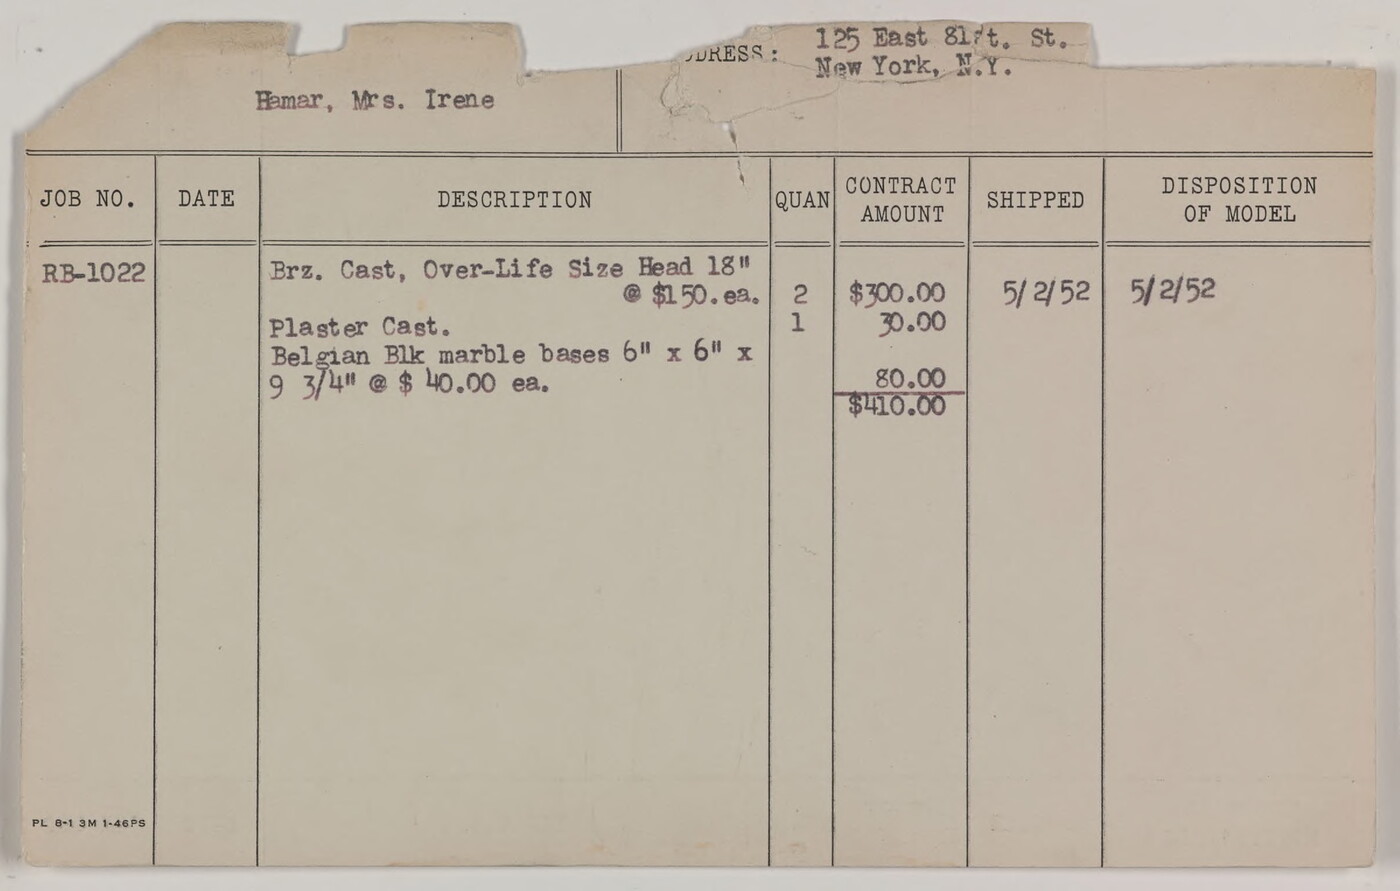 DRESS: 125 East 81st. St.
New York, N.Y.
Hamar, Mrs. Irene
JOB NO. DATE DESCRIPTION QUAN CONTRACT AMOUNT SHIPPED DISPOSITION OF MODEL
RB-1022 Brz. Cast, Over-Life Size Head 18"
@ $150.ea. 2 $300.00 5/2/52 5/2/52
Plaster Cast. 1 30.00
Belgian Blk marble bases 6" x 6" x
9 3/4" @ $ 40.00 ea. 80.00
$410.00
PL 8-1 3M 1-46PS